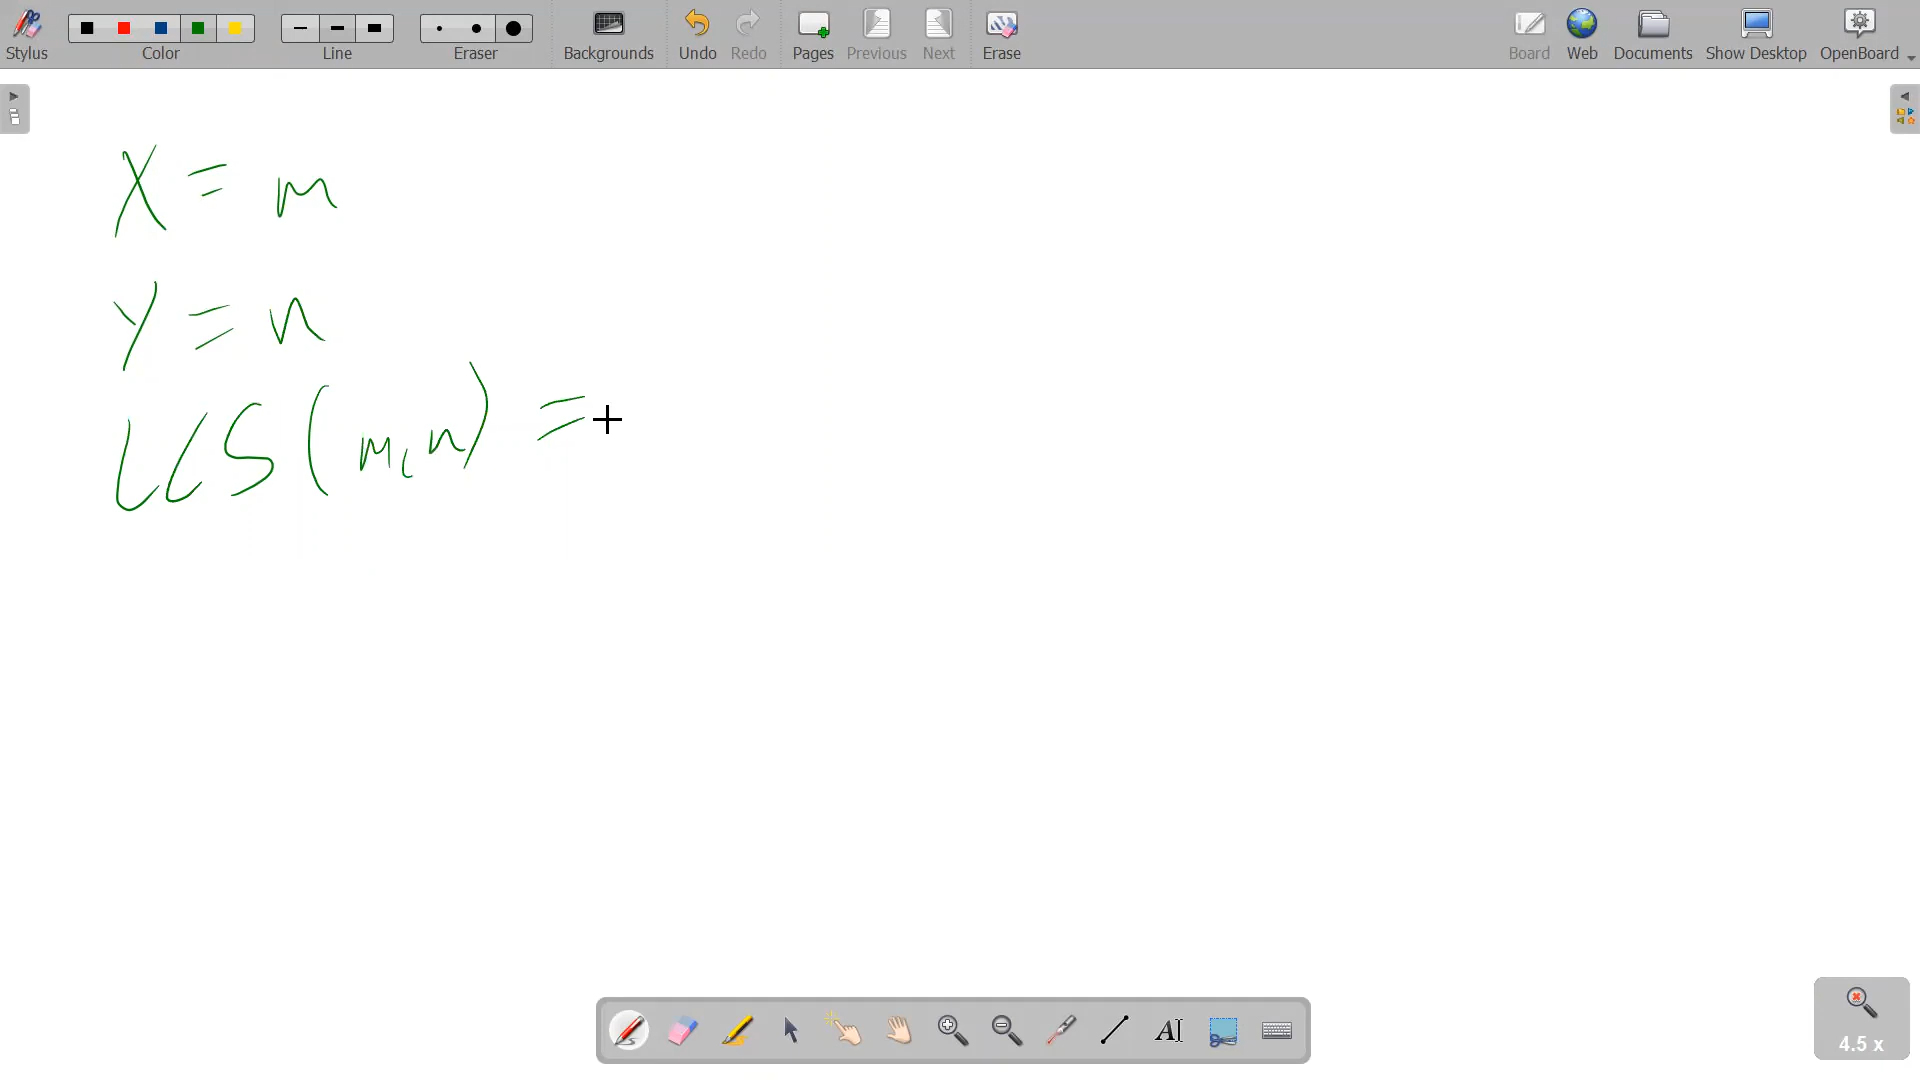 Stylus Color Line Eraser Backgrounds Undo Redo Pages Previous Next Erase Board Web Documents Show Desktop OpenBoard
X = m
Y = n
LCS(m, n) =
AI
4.5 x